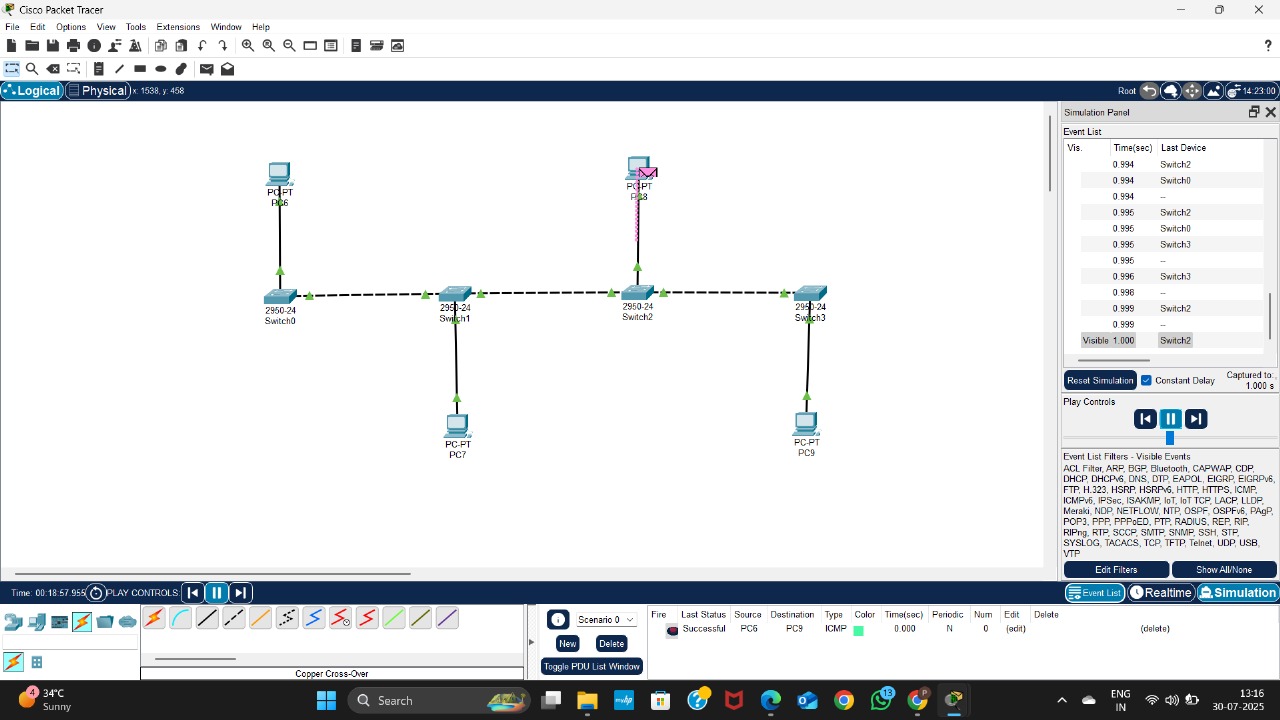 Cisco Packet Tracer
File Edit Options View Tools Extensions Window Help
Logical Physical x: 1538, y: 458
Root 14:23:00
Simulation Panel
Event List
Vis. Time(sec) Last Device
0.994 Switch2
0.994 Switch0
0.994 --
0.995 Switch2
0.995 Switch0
0.995 Switch3
0.995 --
0.996 Switch3
0.998 --
0.999 Switch2
0.999 --
Visible 1.000 Switch2
Reset Simulation Constant Delay Captured to:
1.000 s
Play Controls
Event List Filters - Visible Events
ACL Filter, ARP, BGP, Bluetooth, CAPWAP, CDP,
DHCP, DHCPv6, DNS, DTP, EAPOL, EIGRP, EIGRPv6,
FTP, H.323, HSRP, HSRPv6, HTTP, HTTPS, ICMP,
ICMPv6, IPSec, ISAKMP, IoT, IoT TCP, LACP, LLDP,
Meraki, NDP, NETFLOW, NTP, OSPF, OSPFv6, PAgP,
POP3, PPP, PPPoED, PTP, RADIUS, REP, RIP,
RIPng, RTP, SCCP, SMTP, SNMP, SSH, STP,
SYSLOG, TACACS, TCP, TFTP, Telnet, UDP, USB,
VTP
Edit Filters Show All/None
Event List Realtime Simulation
PC-PT
PC6
PC-PT
PC8
2950-24
Switch0
2950-24
Switch1
2950-24
Switch2
2950-24
Switch3
PC-PT
PC7
PC-PT
PC9
Time: 00:18:57.955 PLAY CONTROLS:
Copper Cross-Over
Scenario 0
New Delete
Toggle PDU List Window
Fire Last Status Source Destination Type Color Time(sec) Periodic Num Edit Delete
Successful PC6 PC9 ICMP 0.000 N 0 (edit) (delete)
4
34°C
Sunny
Search
13
P
ENG
IN
13:16
30-07-2025